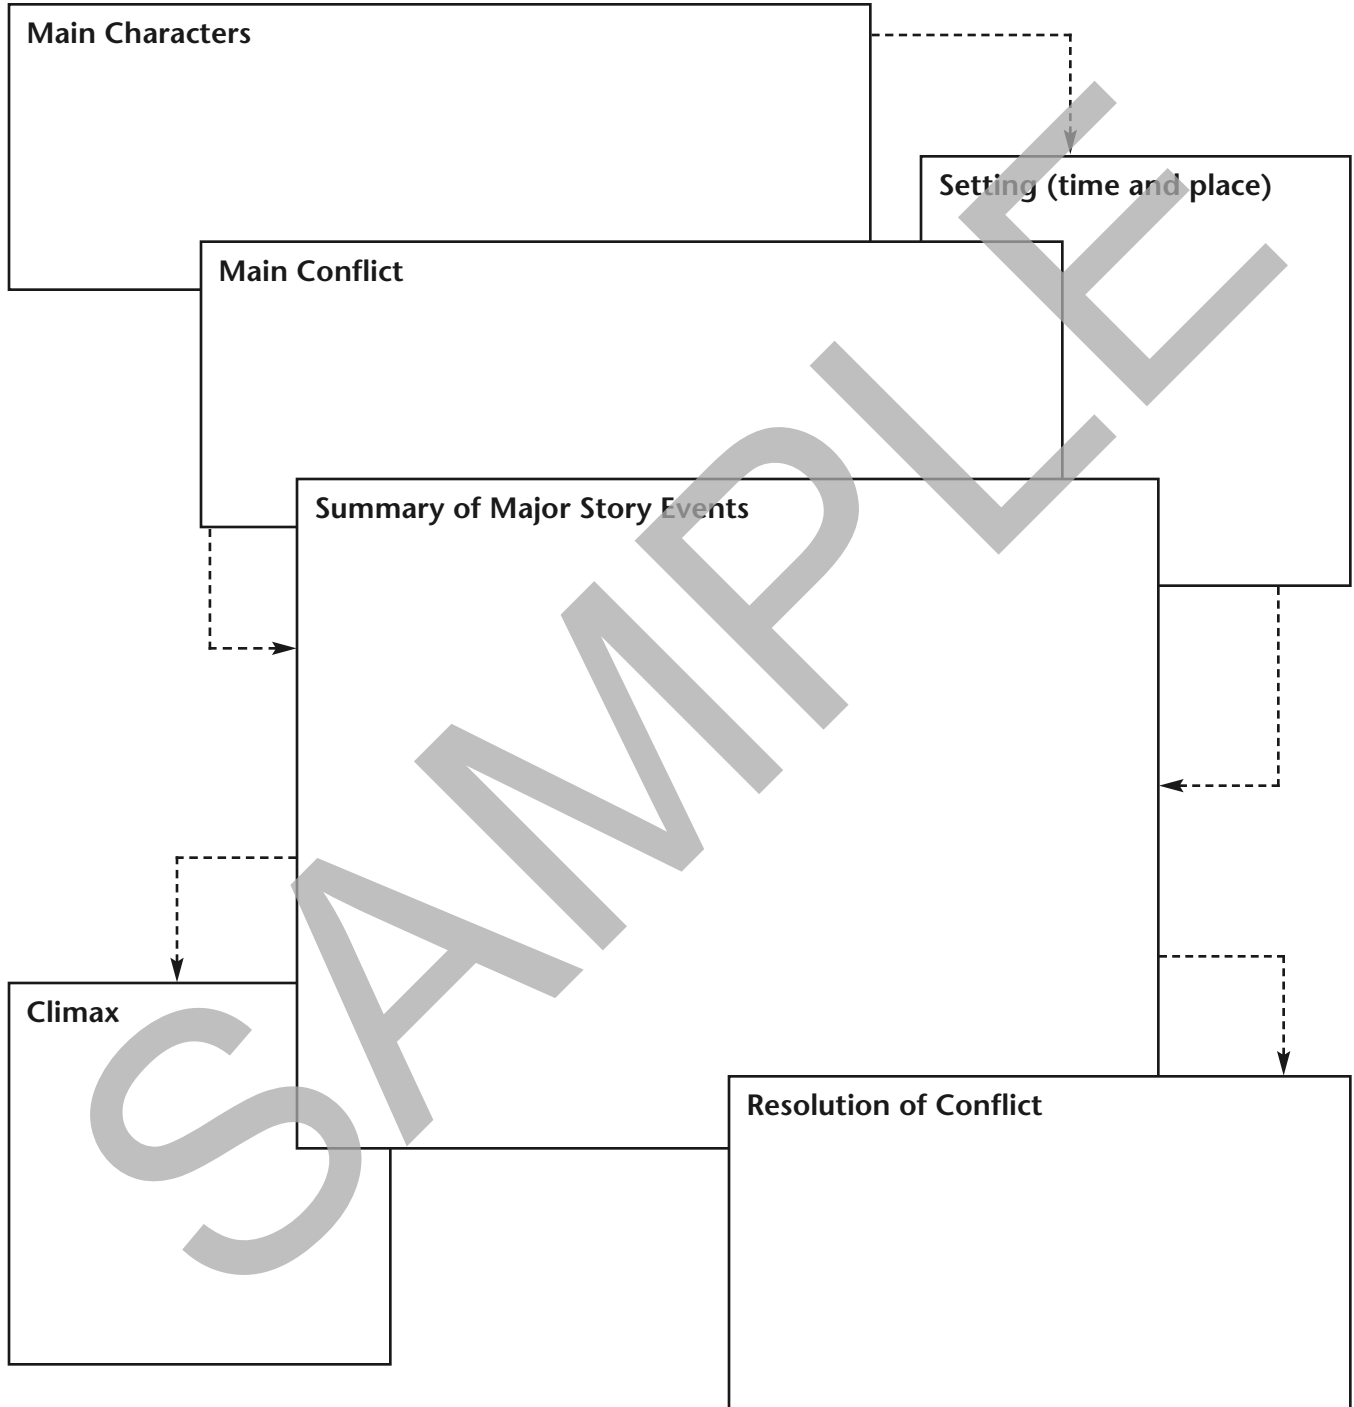 Main Characters
Setting (time and place)
Main Conflict
Summary of Major Story Events
Climax
Resolution of Conflict
SAMPLE